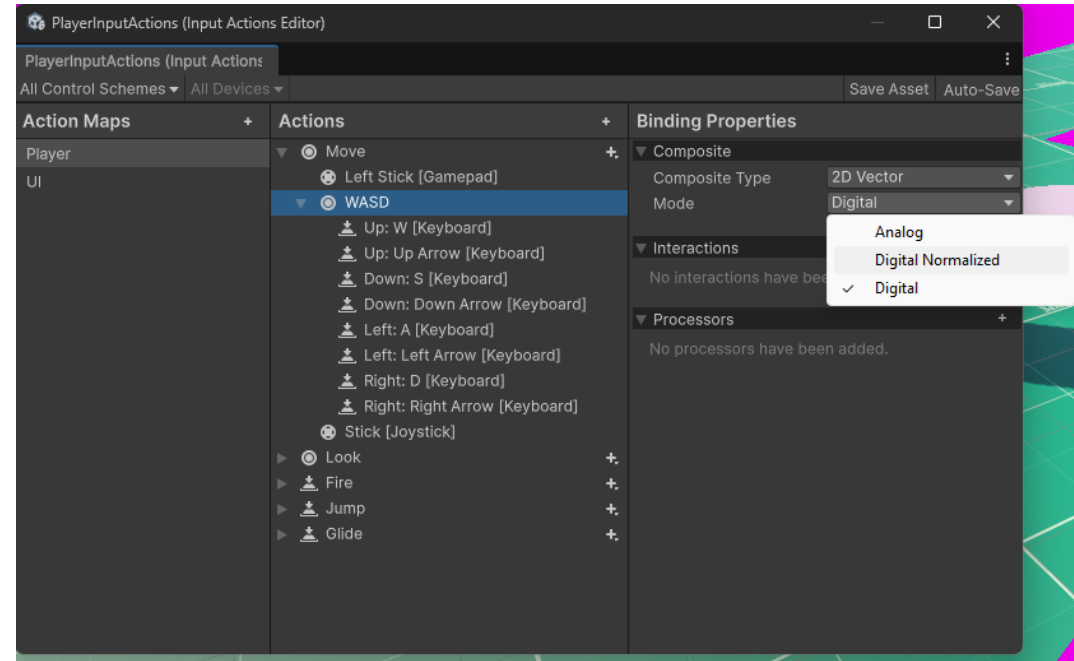 PlayerInputActions (Input Actions Editor)
PlayerInputActions (Input Actions
All Control Schemes All Devices Save Asset Auto-Save
Action Maps + Actions + Binding Properties
Player
UI
Move
Left Stick [Gamepad]
WASD
Up: W [Keyboard]
Up: Up Arrow [Keyboard]
Down: S [Keyboard]
Down: Down Arrow [Keyboard]
Left: A [Keyboard]
Left: Left Arrow [Keyboard]
Right: D [Keyboard]
Right: Right Arrow [Keyboard]
Stick [Joystick]
Look
Fire
Jump
Glide
Composite
Composite Type 2D Vector
Mode Digital
Analog
Digital Normalized
✓ Digital
Interactions
No interactions have
Processors +
No processors have been added.